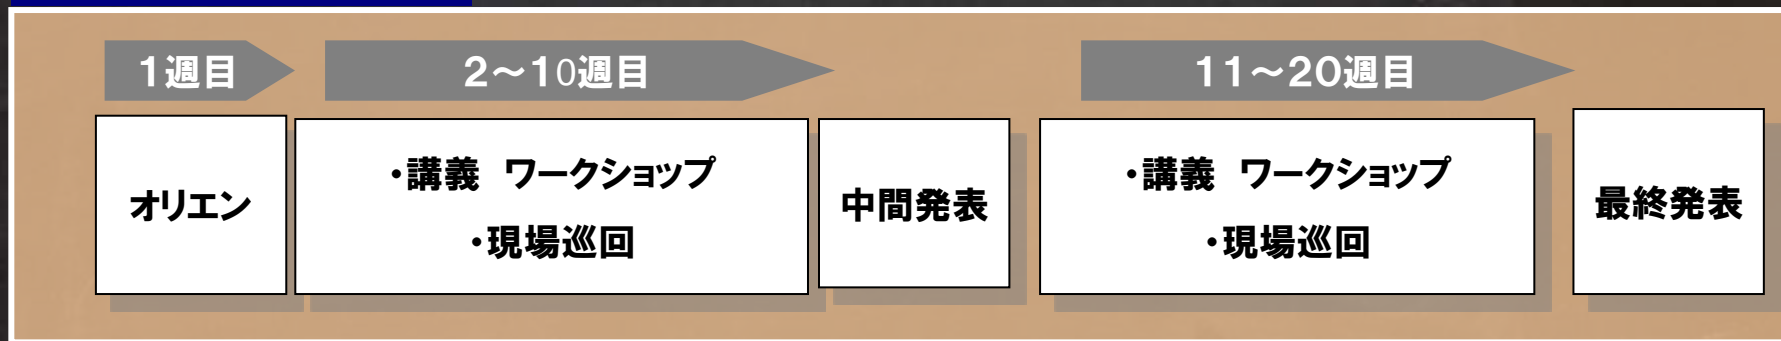 1週目
2～10週目
11～20週目
オリエン
・講義　ワークショップ
・現場巡回
中間発表
・講義　ワークショップ
・現場巡回
最終発表